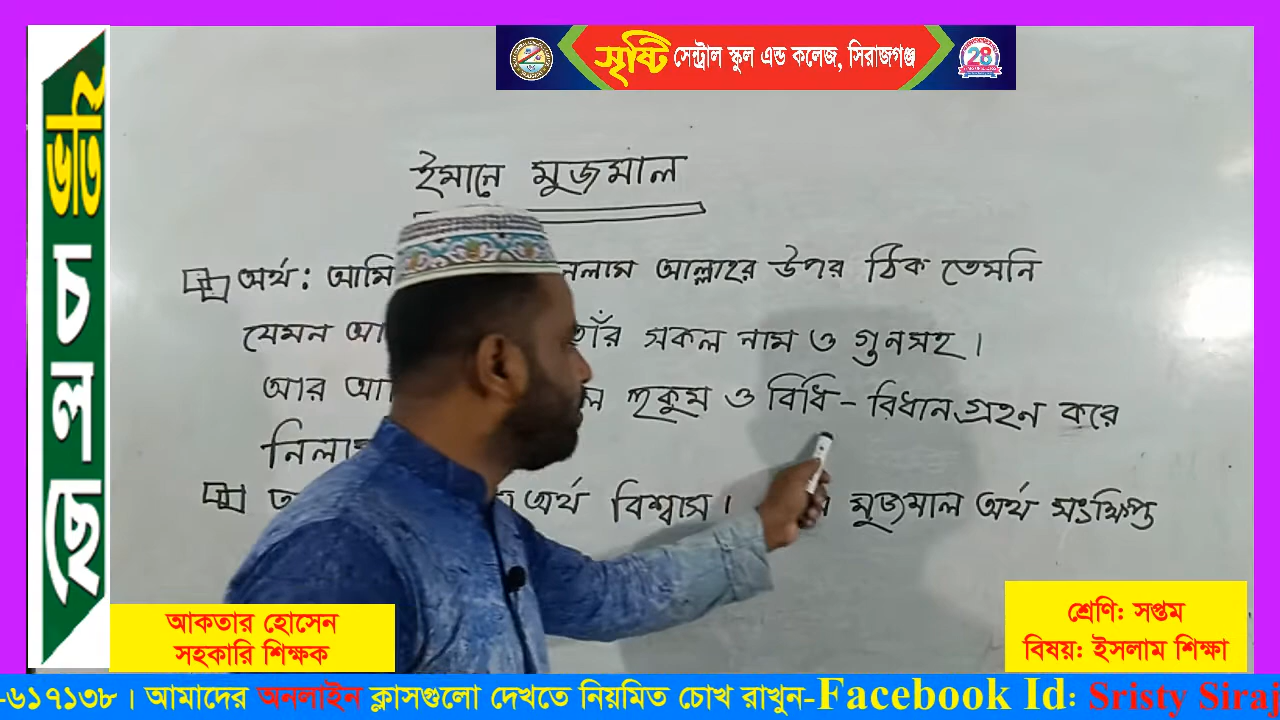 সৃষ্টি সেন্ট্রাল স্কুল এন্ড কলেজ, সিরাজগঞ্জ
28
ভর্তি চলছে
ইমানে মুজমাল
অর্থ: আমি নলাম আল্লাহর উপর ঠিক তেমনি
যেমন আ তাঁর সকল নাম ও গুনসহ।
আর আ ল হুকুম ও বিধি-বিধান গ্রহন করে
নিলাম
অর্থ বিশ্বাস। মুজমাল অর্থ সংক্ষিপ্ত
আকতার হোসেন
সহকারি শিক্ষক
শ্রেণি: সপ্তম
বিষয়: ইসলাম শিক্ষা
-৬১৭১৩৮। আমাদের অনলাইন ক্লাসগুলো দেখতে নিয়মিত চোখ রাখুন-Facebook Id: Sristy Siraj